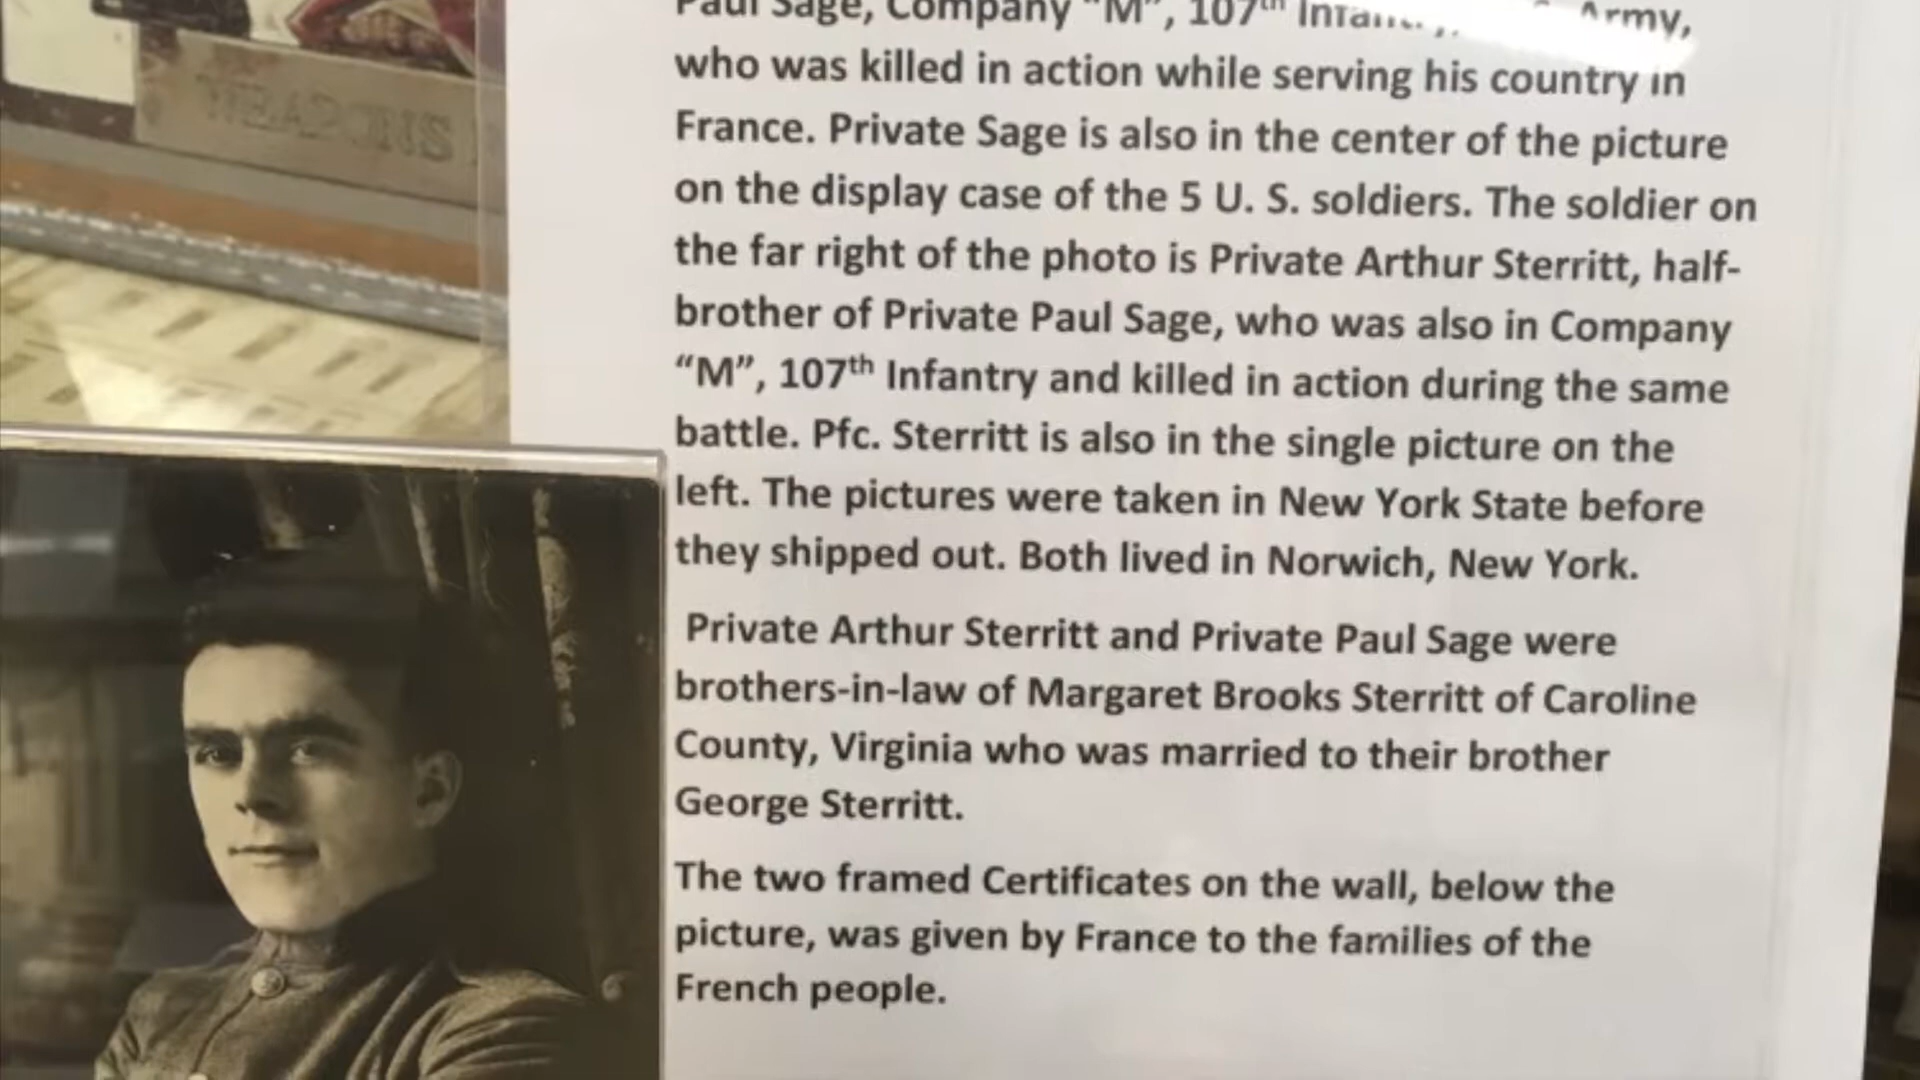 WEAPONS
Paul Sage, Company "M", 107th Infantry, Army,
who was killed in action while serving his country in
France. Private Sage is also in the center of the picture
on the display case of the 5 U. S. soldiers. The soldier on
the far right of the photo is Private Arthur Sterritt, half-
brother of Private Paul Sage, who was also in Company
“M”, 107th Infantry and killed in action during the same
battle. Pfc. Sterritt is also in the single picture on the
left. The pictures were taken in New York State before
they shipped out. Both lived in Norwich, New York.
Private Arthur Sterritt and Private Paul Sage were
brothers-in-law of Margaret Brooks Sterritt of Caroline
County, Virginia who was married to their brother
George Sterritt.
The two framed Certificates on the wall, below the
picture, was given by France to the families of the
French people.